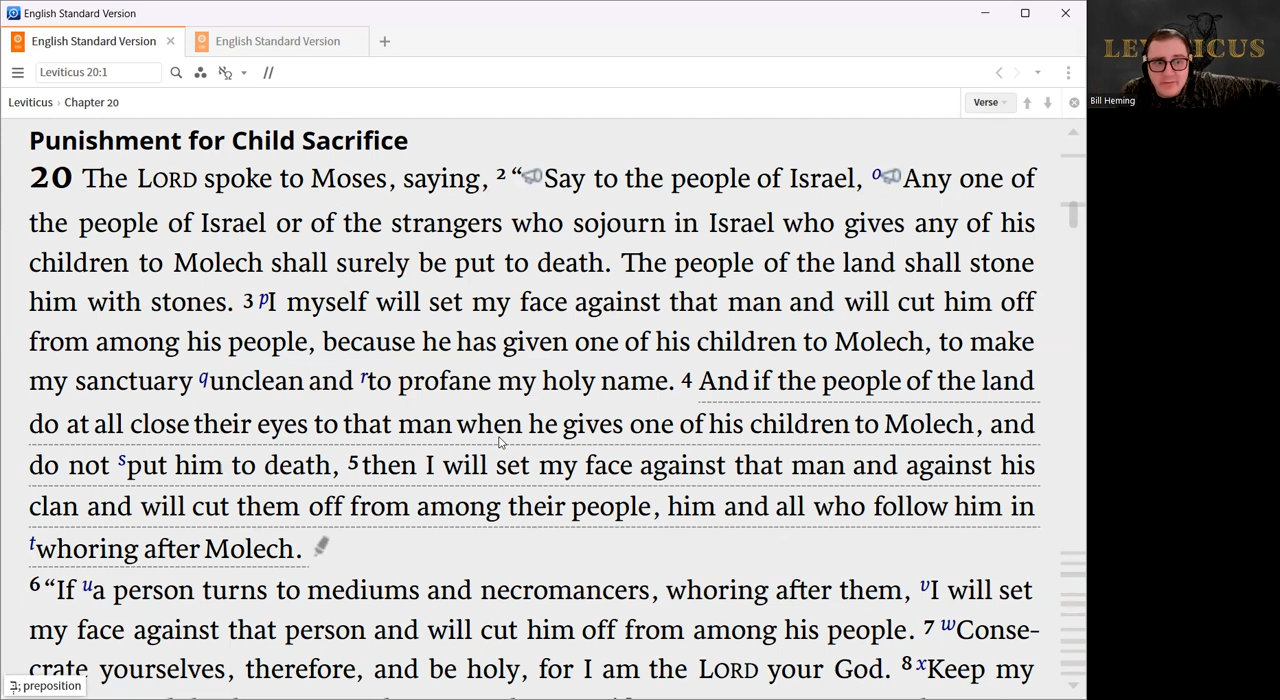 English Standard Version
English Standard Version
English Standard Version
Leviticus 20:1
Leviticus › Chapter 20
Verse
Punishment for Child Sacrifice
20 The LORD spoke to Moses, saying, 2 “Say to the people of Israel, o Any one of
the people of Israel or of the strangers who sojourn in Israel who gives any of his
children to Molech shall surely be put to death. The people of the land shall stone
him with stones. 3 p I myself will set my face against that man and will cut him off
from among his people, because he has given one of his children to Molech, to make
my sanctuary q unclean and r to profane my holy name. 4 And if the people of the land
do at all close their eyes to that man when he gives one of his children to Molech, and
do not s put him to death, 5 then I will set my face against that man and against his
clan and will cut them off from among their people, him and all who follow him in
t whoring after Molech.
6 “If u a person turns to mediums and necromancers, whoring after them, v I will set
my face against that person and will cut him off from among his people. 7 w Conse-
crate yourselves, therefore, and be holy, for I am the LORD your God. 8 x Keep my
ב; preposition
Bill Heming